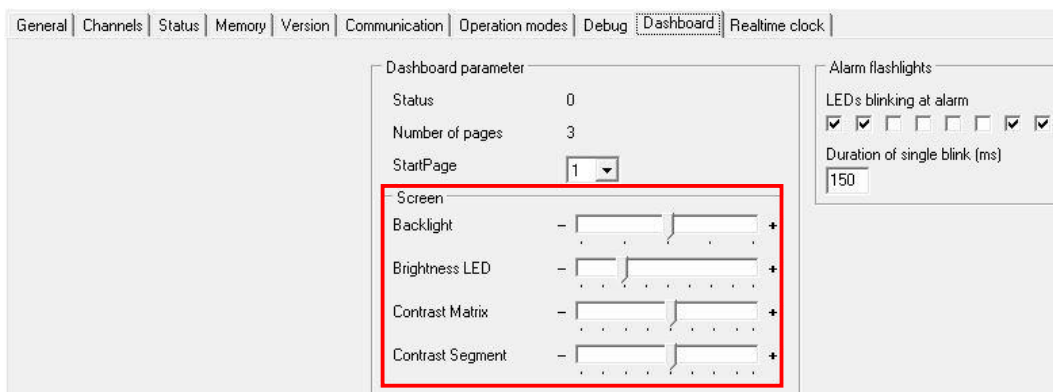 General Channels Status Memory Version Communication Operation modes Debug Dashboard Realtime clock
Dashboard parameter
Status 0
Number of pages 3
StartPage 1
Screen
Backlight - +
Brightness LED - +
Contrast Matrix - +
Contrast Segment - +
Alarm flashlights
LEDs blinking at alarm
Duration of single blink (ms)
150